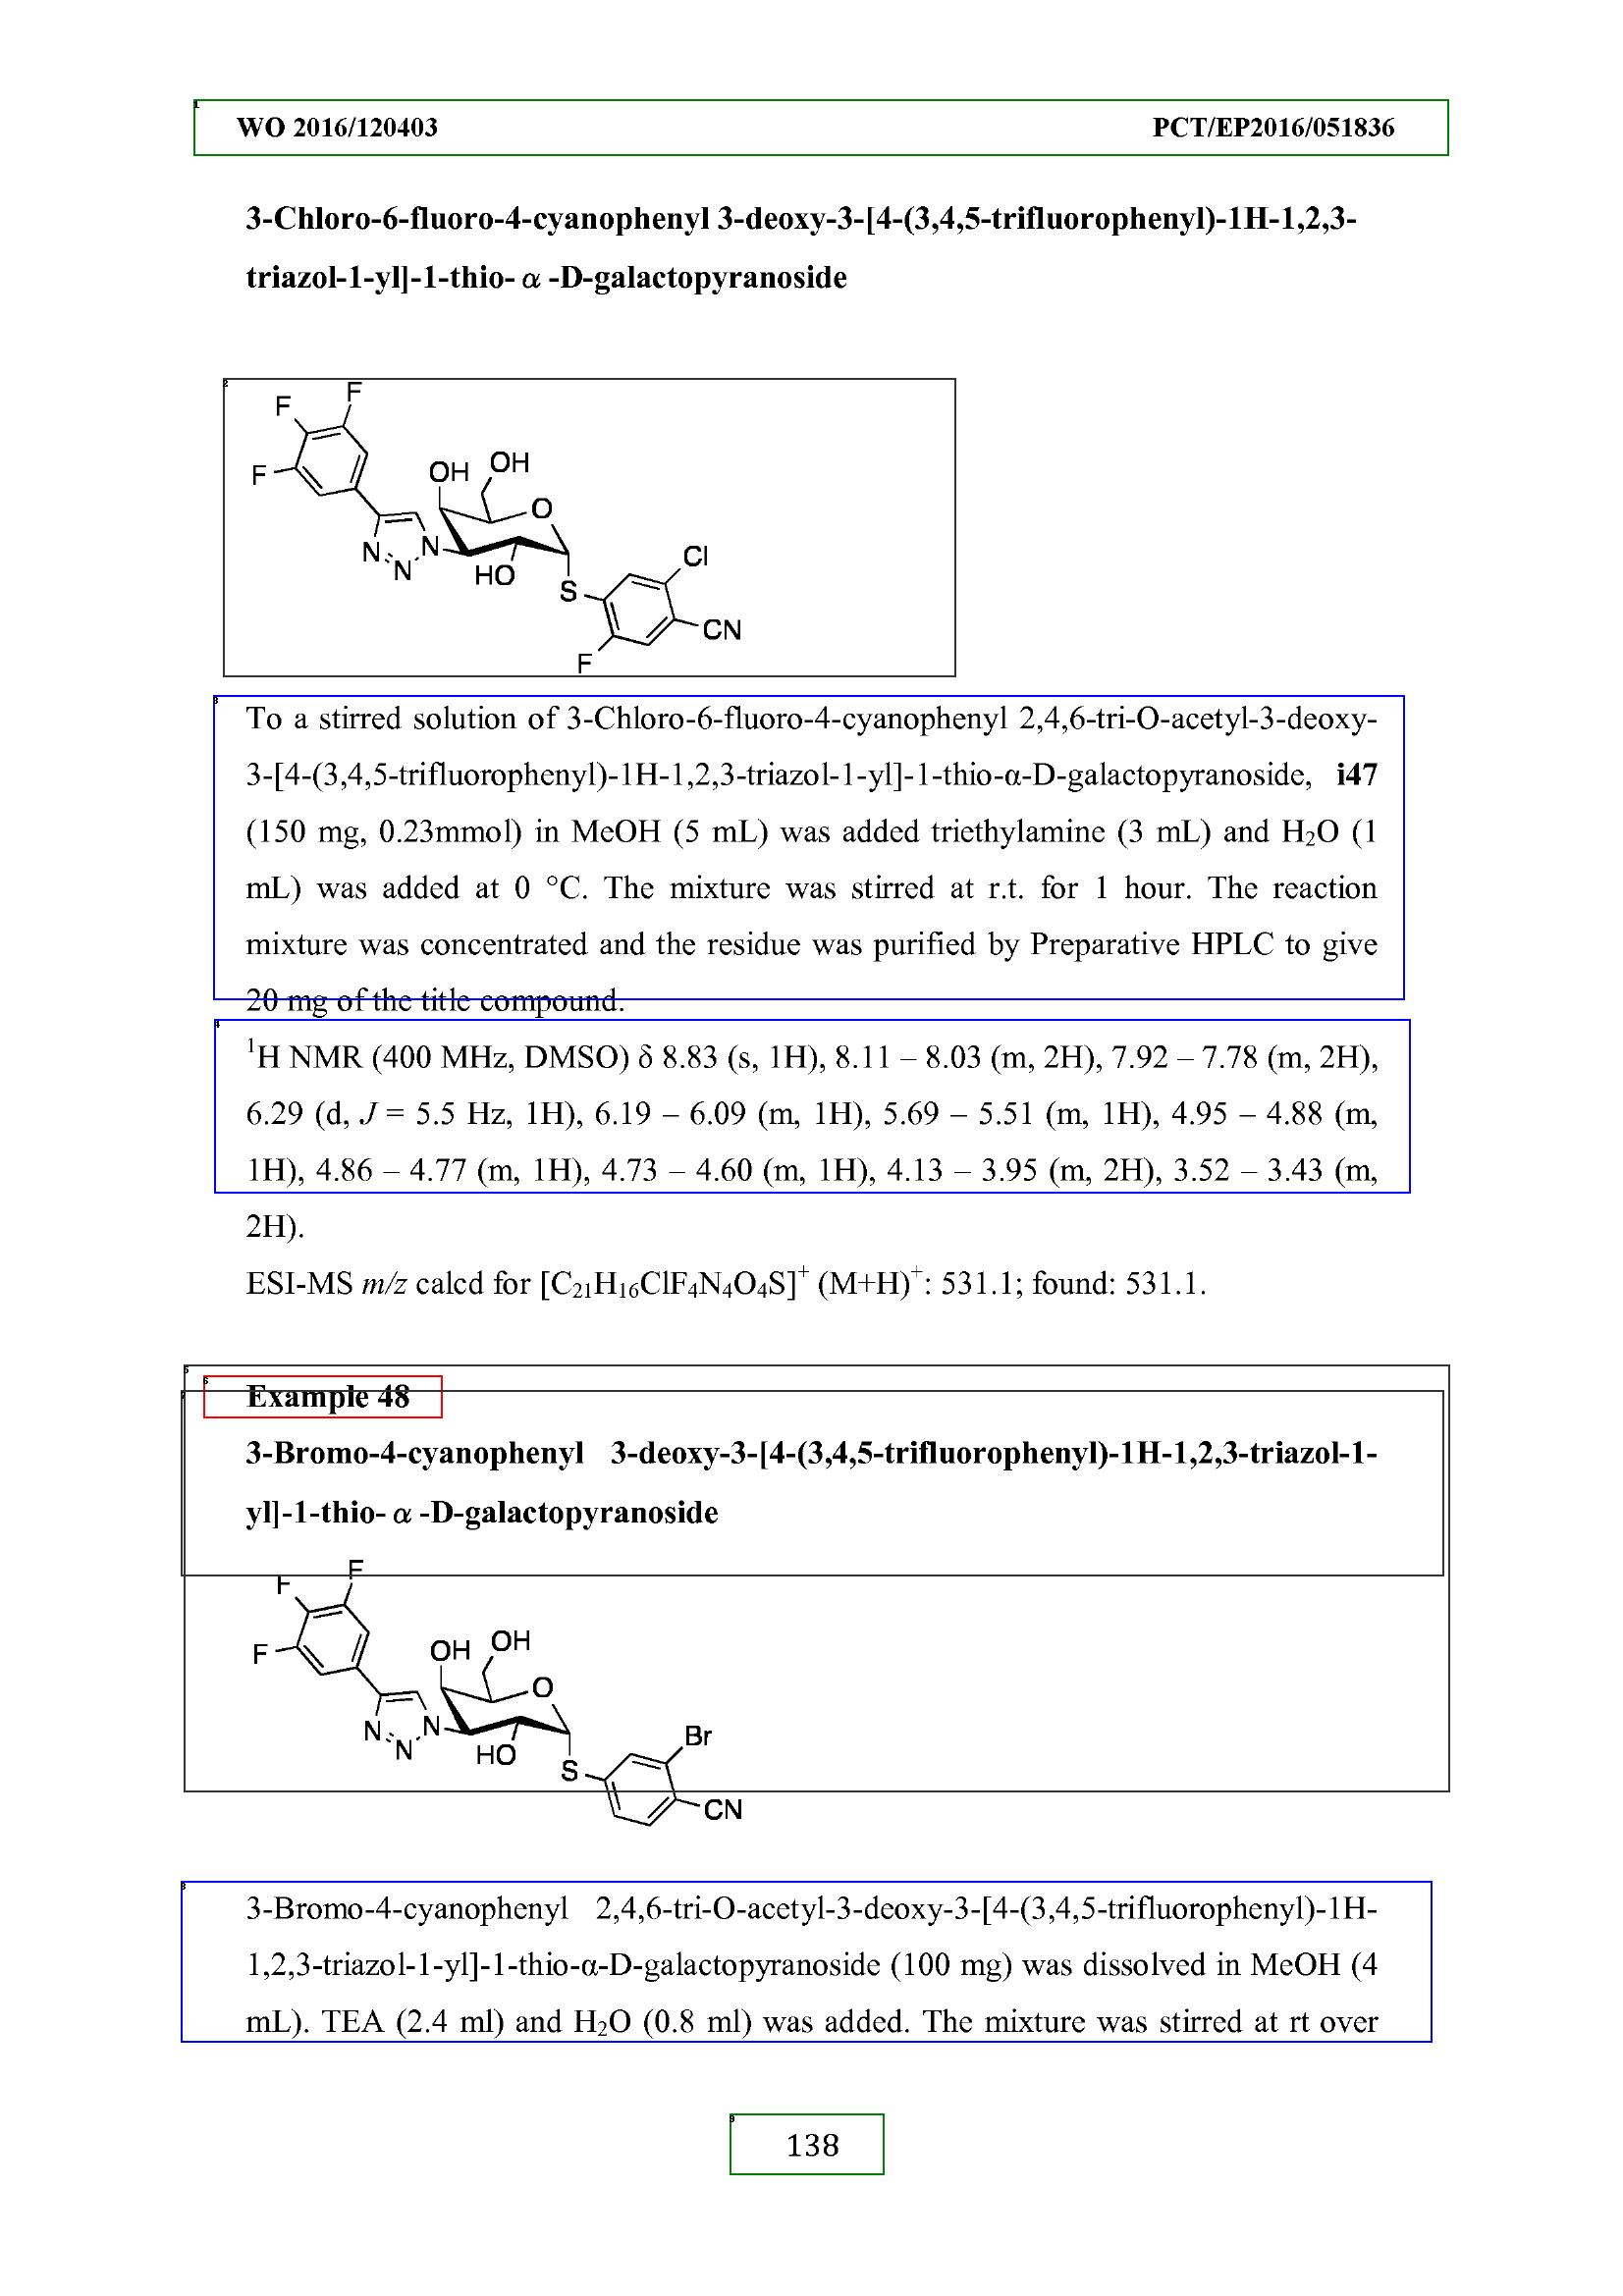 WO 2016/120403 PCT/EP2016/051836
3-Chloro-6-fluoro-4-cyanophenyl 3-deoxy-3-[4-(3,4,5-trifluorophenyl)-1H-1,2,3-
triazol-1-yl]-1-thio-α-D-galactopyranoside
F
F
F
OH
OH
O
N
N
N
HO
S
Cl
CN
F
To a stirred solution of 3-Chloro-6-fluoro-4-cyanophenyl 2,4,6-tri-O-acetyl-3-deoxy-
3-[4-(3,4,5-trifluorophenyl)-1H-1,2,3-triazol-1-yl]-1-thio-α-D-galactopyranoside, i47
(150 mg, 0.23mmol) in MeOH (5 mL) was added triethylamine (3 mL) and H₂O (1
mL) was added at 0 °C. The mixture was stirred at r.t. for 1 hour. The reaction
mixture was concentrated and the residue was purified by Preparative HPLC to give
20 mg of the title compound.
¹H NMR (400 MHz, DMSO) δ 8.83 (s, 1H), 8.11 – 8.03 (m, 2H), 7.92 – 7.78 (m, 2H),
6.29 (d, J = 5.5 Hz, 1H), 6.19 – 6.09 (m, 1H), 5.69 – 5.51 (m, 1H), 4.95 – 4.88 (m,
1H), 4.86 – 4.77 (m, 1H), 4.73 – 4.60 (m, 1H), 4.13 – 3.95 (m, 2H), 3.52 – 3.43 (m,
2H).
ESI-MS m/z calcd for [C₂₁H₁₆ClF₄N₄O₄S]⁺ (M+H)⁺: 531.1; found: 531.1.
Example 48
3-Bromo-4-cyanophenyl 3-deoxy-3-[4-(3,4,5-trifluorophenyl)-1H-1,2,3-triazol-1-
yl]-1-thio-α-D-galactopyranoside
F
F
F
OH
OH
O
N
N
N
HO
S
Br
CN
3-Bromo-4-cyanophenyl 2,4,6-tri-O-acetyl-3-deoxy-3-[4-(3,4,5-trifluorophenyl)-1H-
1,2,3-triazol-1-yl]-1-thio-α-D-galactopyranoside (100 mg) was dissolved in MeOH (4
mL). TEA (2.4 ml) and H₂O (0.8 ml) was added. The mixture was stirred at rt over
138